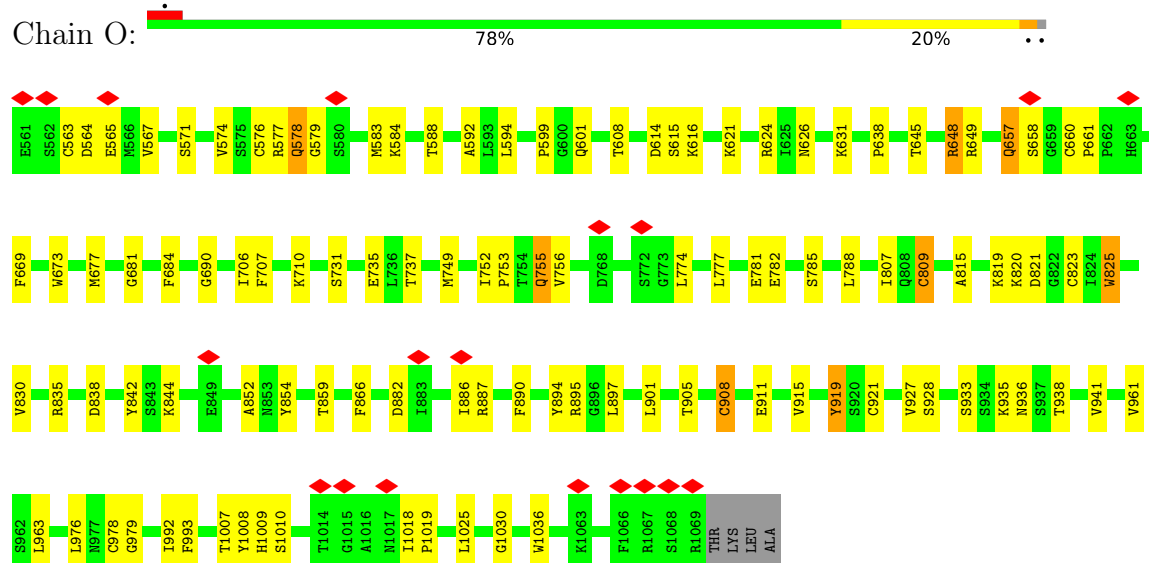 Chain O:
78% 20%
E561 S562 C563 D564 E565 M566 V567 S571 V574 S575 C576 R577 Q578 G579 S580 M583 K584 T588 A592 L593 L594 P599 G600 Q601 T608 D614 S615 K616 K621 R624 I625 N626 K631 P638 T645 R648 R649 Q657 S658 G659 C660 P661 P662 H663
F669 W673 M677 G681 F684 G690 I706 F707 K710 S731 E735 L736 T737 M749 I752 P753 T754 Q755 V756 D768 S772 G773 L774 L777 E781 E782 S785 L788 I807 Q808 C809 A815 K819 K820 D821 G822 C823 I824 W825
V830 R835 D838 Y842 S843 K844 E849 A852 N853 Y854 T859 F866 D882 I883 I886 R887 F890 Y894 R895 G896 L897 L901 T905 C908 E911 V915 Y919 S920 C921 V927 S928 S933 S934 K935 N936 S937 T938 V941 V961
S962 L963 L976 N977 C978 G979 I992 F993 T1007 Y1008 H1009 S1010 T1014 G1015 A1016 N1017 I1018 P1019 L1025 G1030 W1036 K1063 F1066 R1067 S1068 R1069 THR LYS LEU ALA